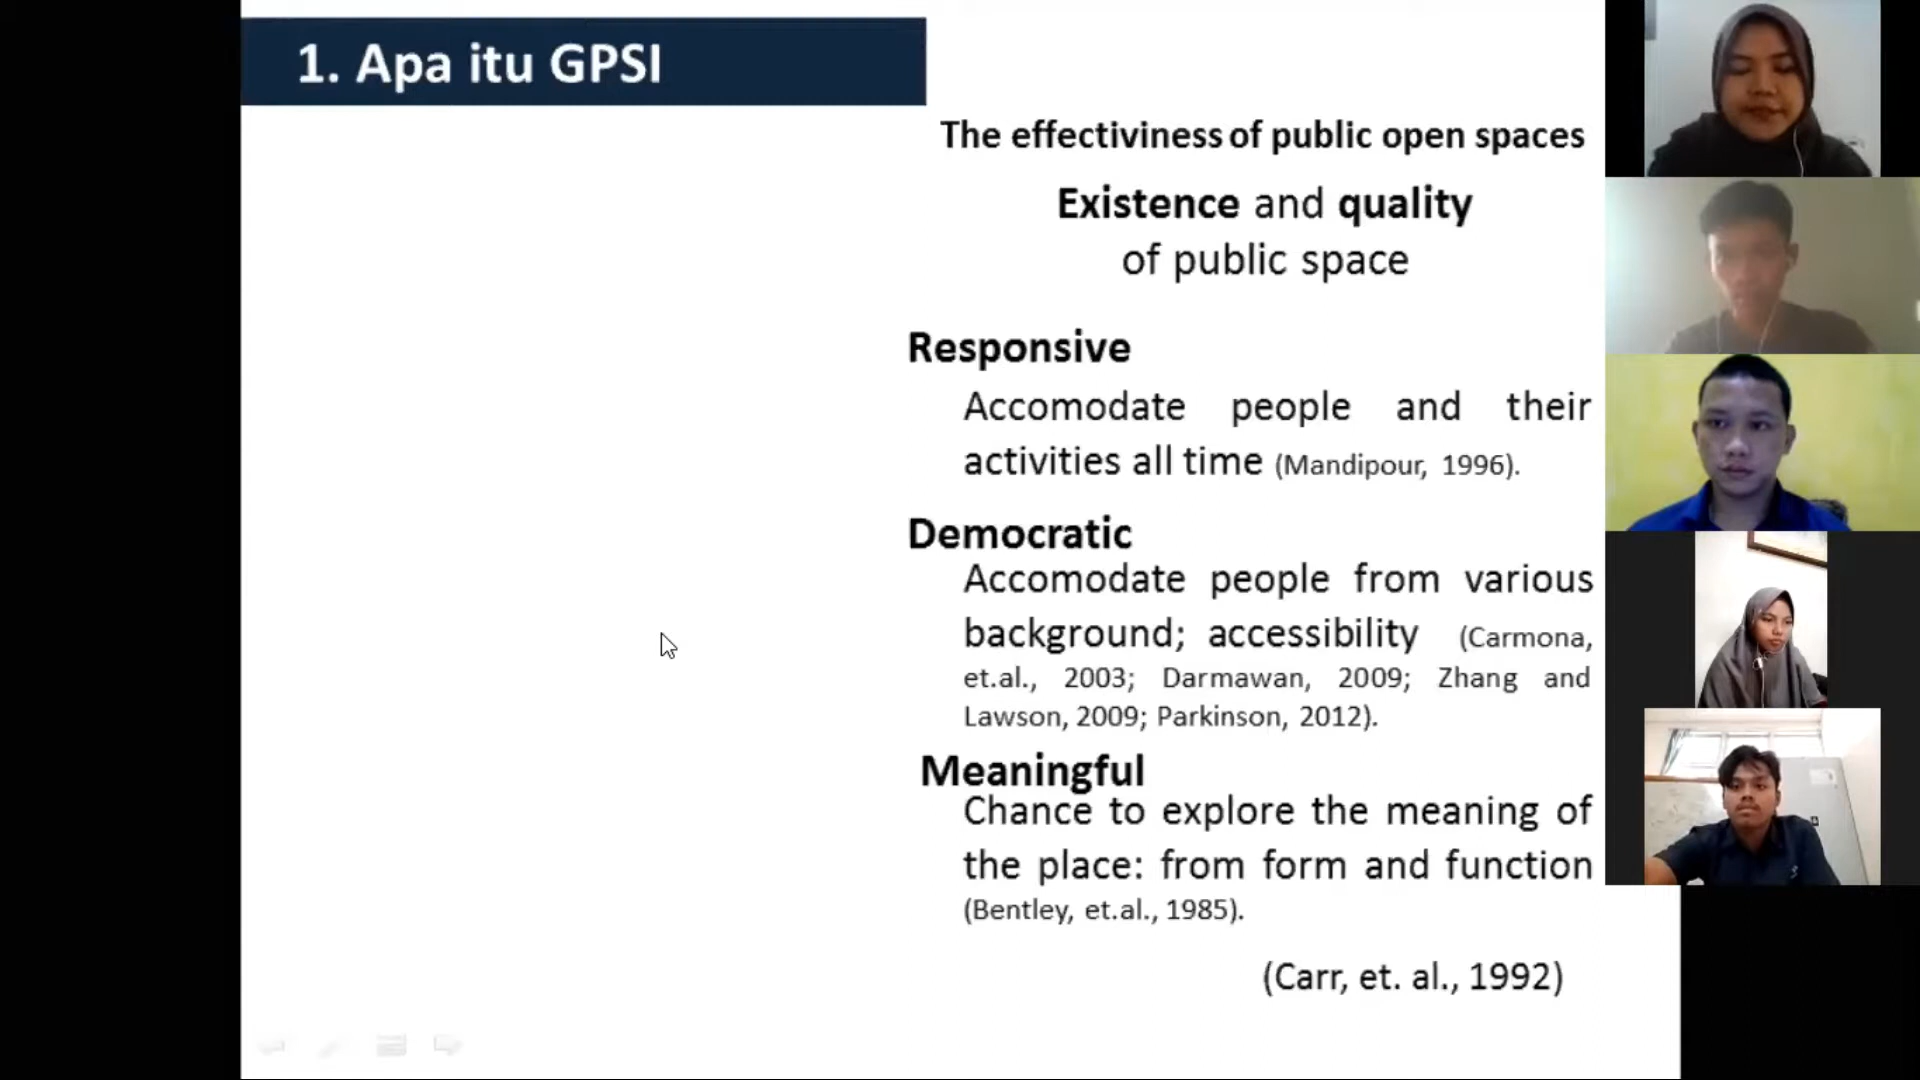 1. Apa itu GPSI
The effectiviness of public open spaces
Existence and quality
of public space
Responsive
Accomodate people and their
activities all time (Mandipour, 1996).
Democratic
Accomodate people from various
background; accessibility (Carmona,
et.al., 2003; Darmawan, 2009; Zhang and
Lawson, 2009; Parkinson, 2012).
Meaningful
Chance to explore the meaning of
the place: from form and function
(Bentley, et.al., 1985).
(Carr, et. al., 1992)